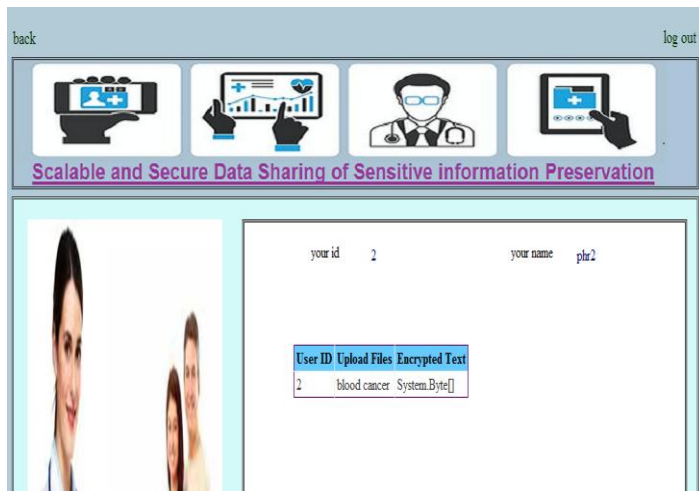 back log out
Scalable and Secure Data Sharing of Sensitive information Preservation
your id 2 your name phr2
User ID Upload Files Encrypted Text
2 blood cancer System.Byte[]